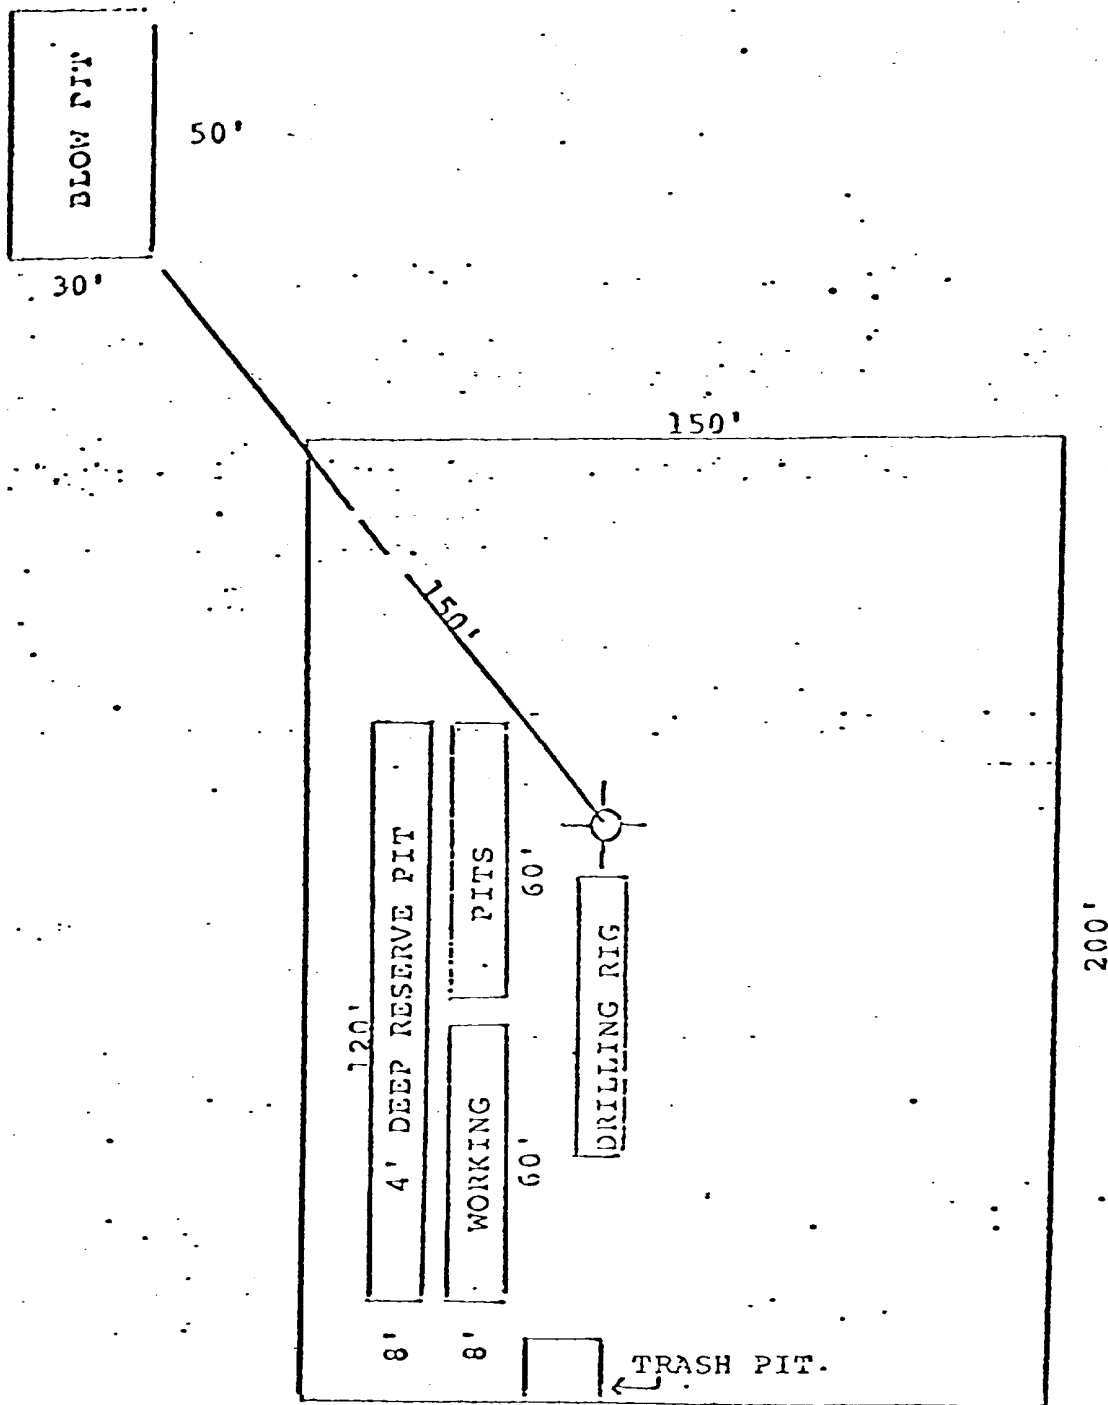 BLOW PIT
50'
30'
150'
150'
120'
4' DEEP RESERVE PIT
PITS
60'
WORKING
60'
DRILLING RIG
200'
8'
8'
TRASH PIT.